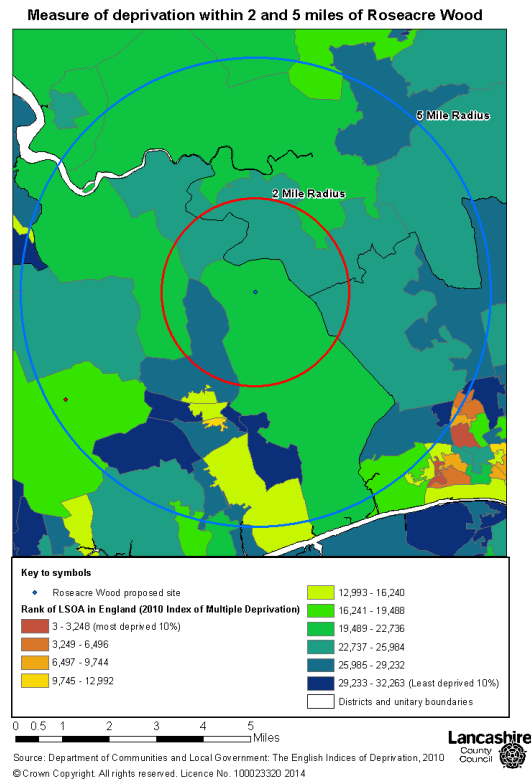 Measure of deprivation within 2 and 5 miles of Roseacre Wood
5 Mile Radius
2 Mile Radius
Key to symbols
Roseacre Wood proposed site
Rank of LSOA in England (2010 Index of Multiple Deprivation)
3 - 3,248 (most deprived 10%)
3,249 - 6,496
6,497 - 9,744
9,745 - 12,992
12,993 - 16,240
16,241 - 19,488
19,489 - 22,736
22,737 - 25,984
25,985 - 29,232
29,233 - 32,263 (Least deprived 10%)
Districts and unitary boundaries
0 0.5 1 2 3 4 5
Miles
Lancashire
County
Council
Source: Department of Communities and Local Government: The English Indices of Deprivation, 2010
© Crown Copyright. All rights reserved. Licence No. 100023320 2014